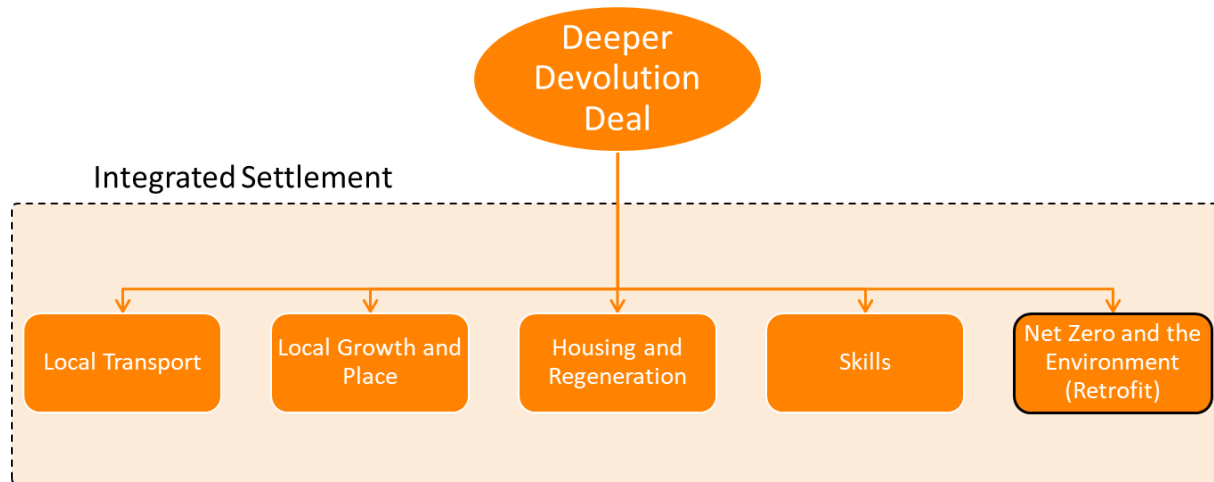 Deeper
Devolution
Deal
Integrated Settlement
Local Transport
Local Growth and
Place
Housing and
Regeneration
Skills
Net Zero and the
Environment
(Retrofit)